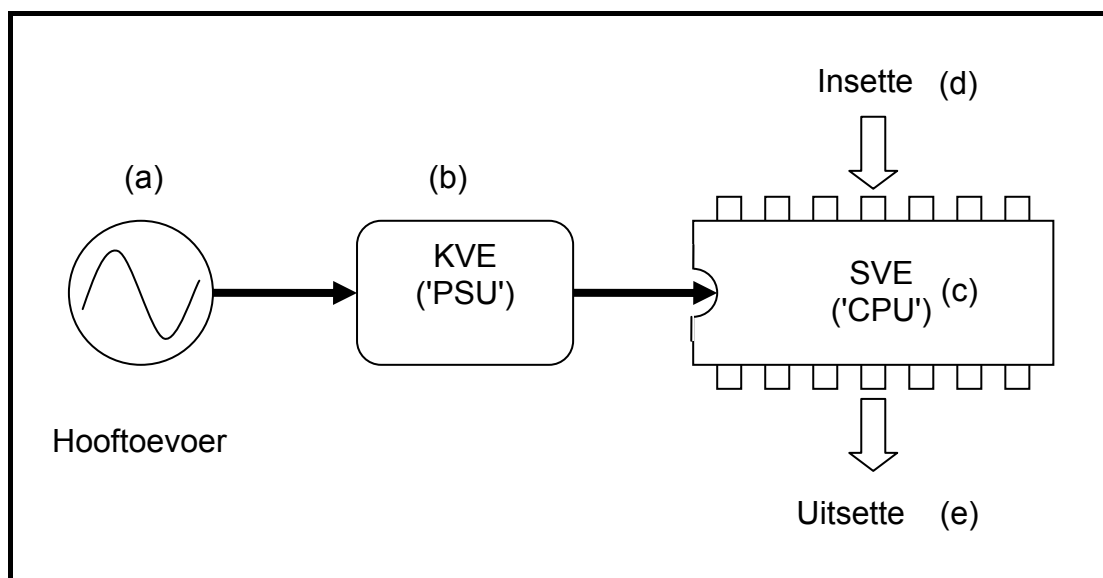 Insette (d)
(a)
(b)
KVE
('PSU')
SVE
('CPU') (c)
Hooftoevoer
Uitsette (e)